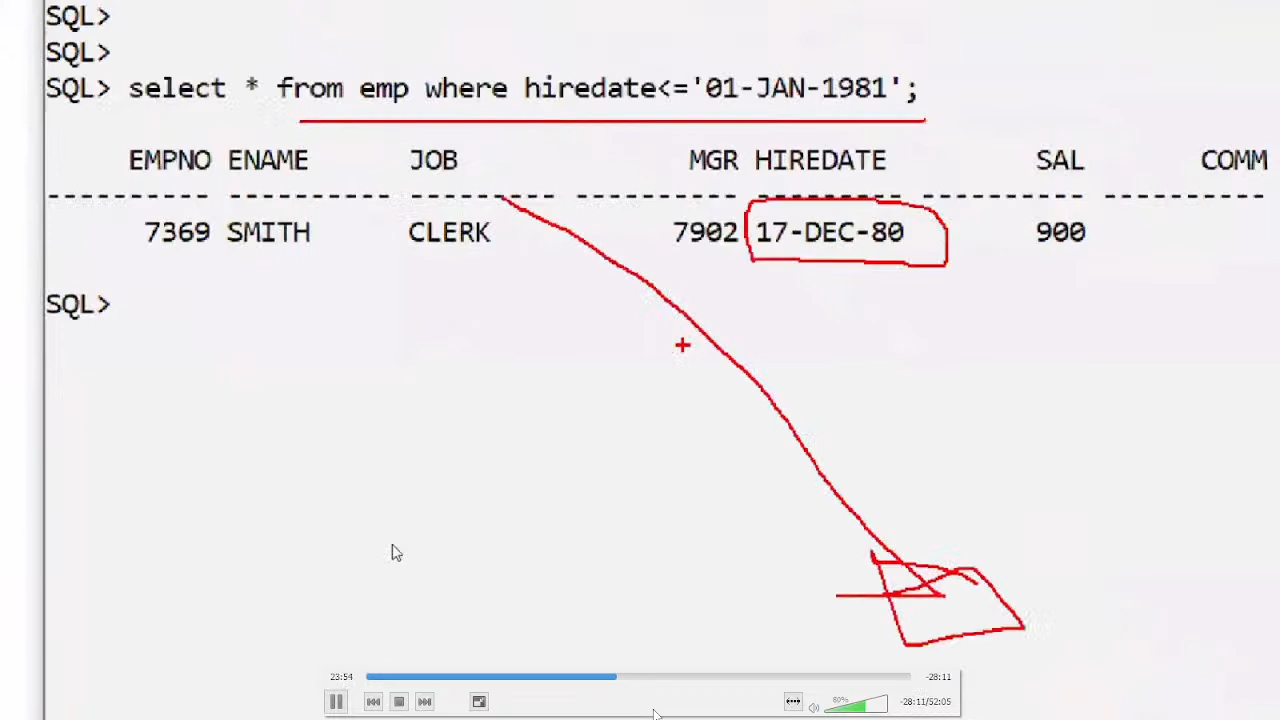 SQL>
SQL>
SQL> select * from emp where hiredate<='01-JAN-1981';
EMPNO ENAME JOB MGR HIREDATE SAL COMM
---------- ---------- --------- ---------- --------- ---------- ----------
7369 SMITH CLERK 7902 17-DEC-80 900
SQL>
23:54 -28:11
80% -28:11/52:05